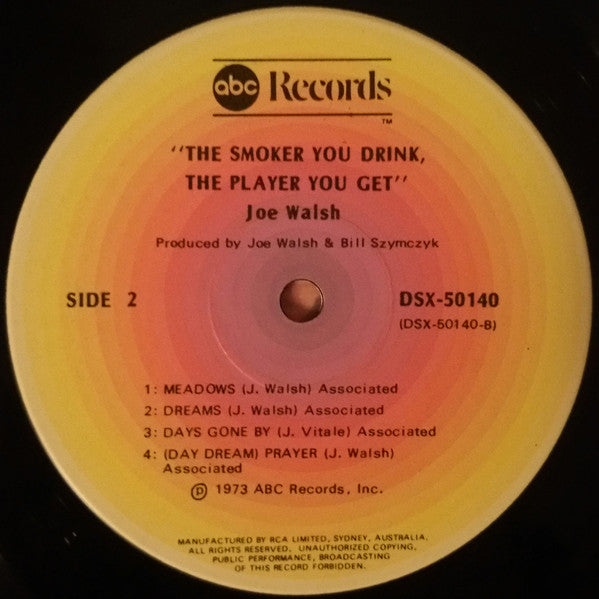 abc Records
TM
"THE SMOKER YOU DRINK,
THE PLAYER YOU GET"
Joe Walsh
Produced by Joe Walsh & Bill Szymczyk
SIDE 2
DSX-50140
(DSX-50140-B)
1: MEADOWS (J. Walsh) Associated
2: DREAMS (J. Walsh) Associated
3: DAYS GONE BY (J. Vitale) Associated
4: (DAY DREAM) PRAYER (J. Walsh)
Associated
Ⓟ 1973 ABC Records, Inc.
MANUFACTURED BY RCA LIMITED, SYDNEY, AUSTRALIA.
ALL RIGHTS RESERVED. UNAUTHORIZED COPYING,
PUBLIC PERFORMANCE, BROADCASTING
OF THIS RECORD FORBIDDEN.